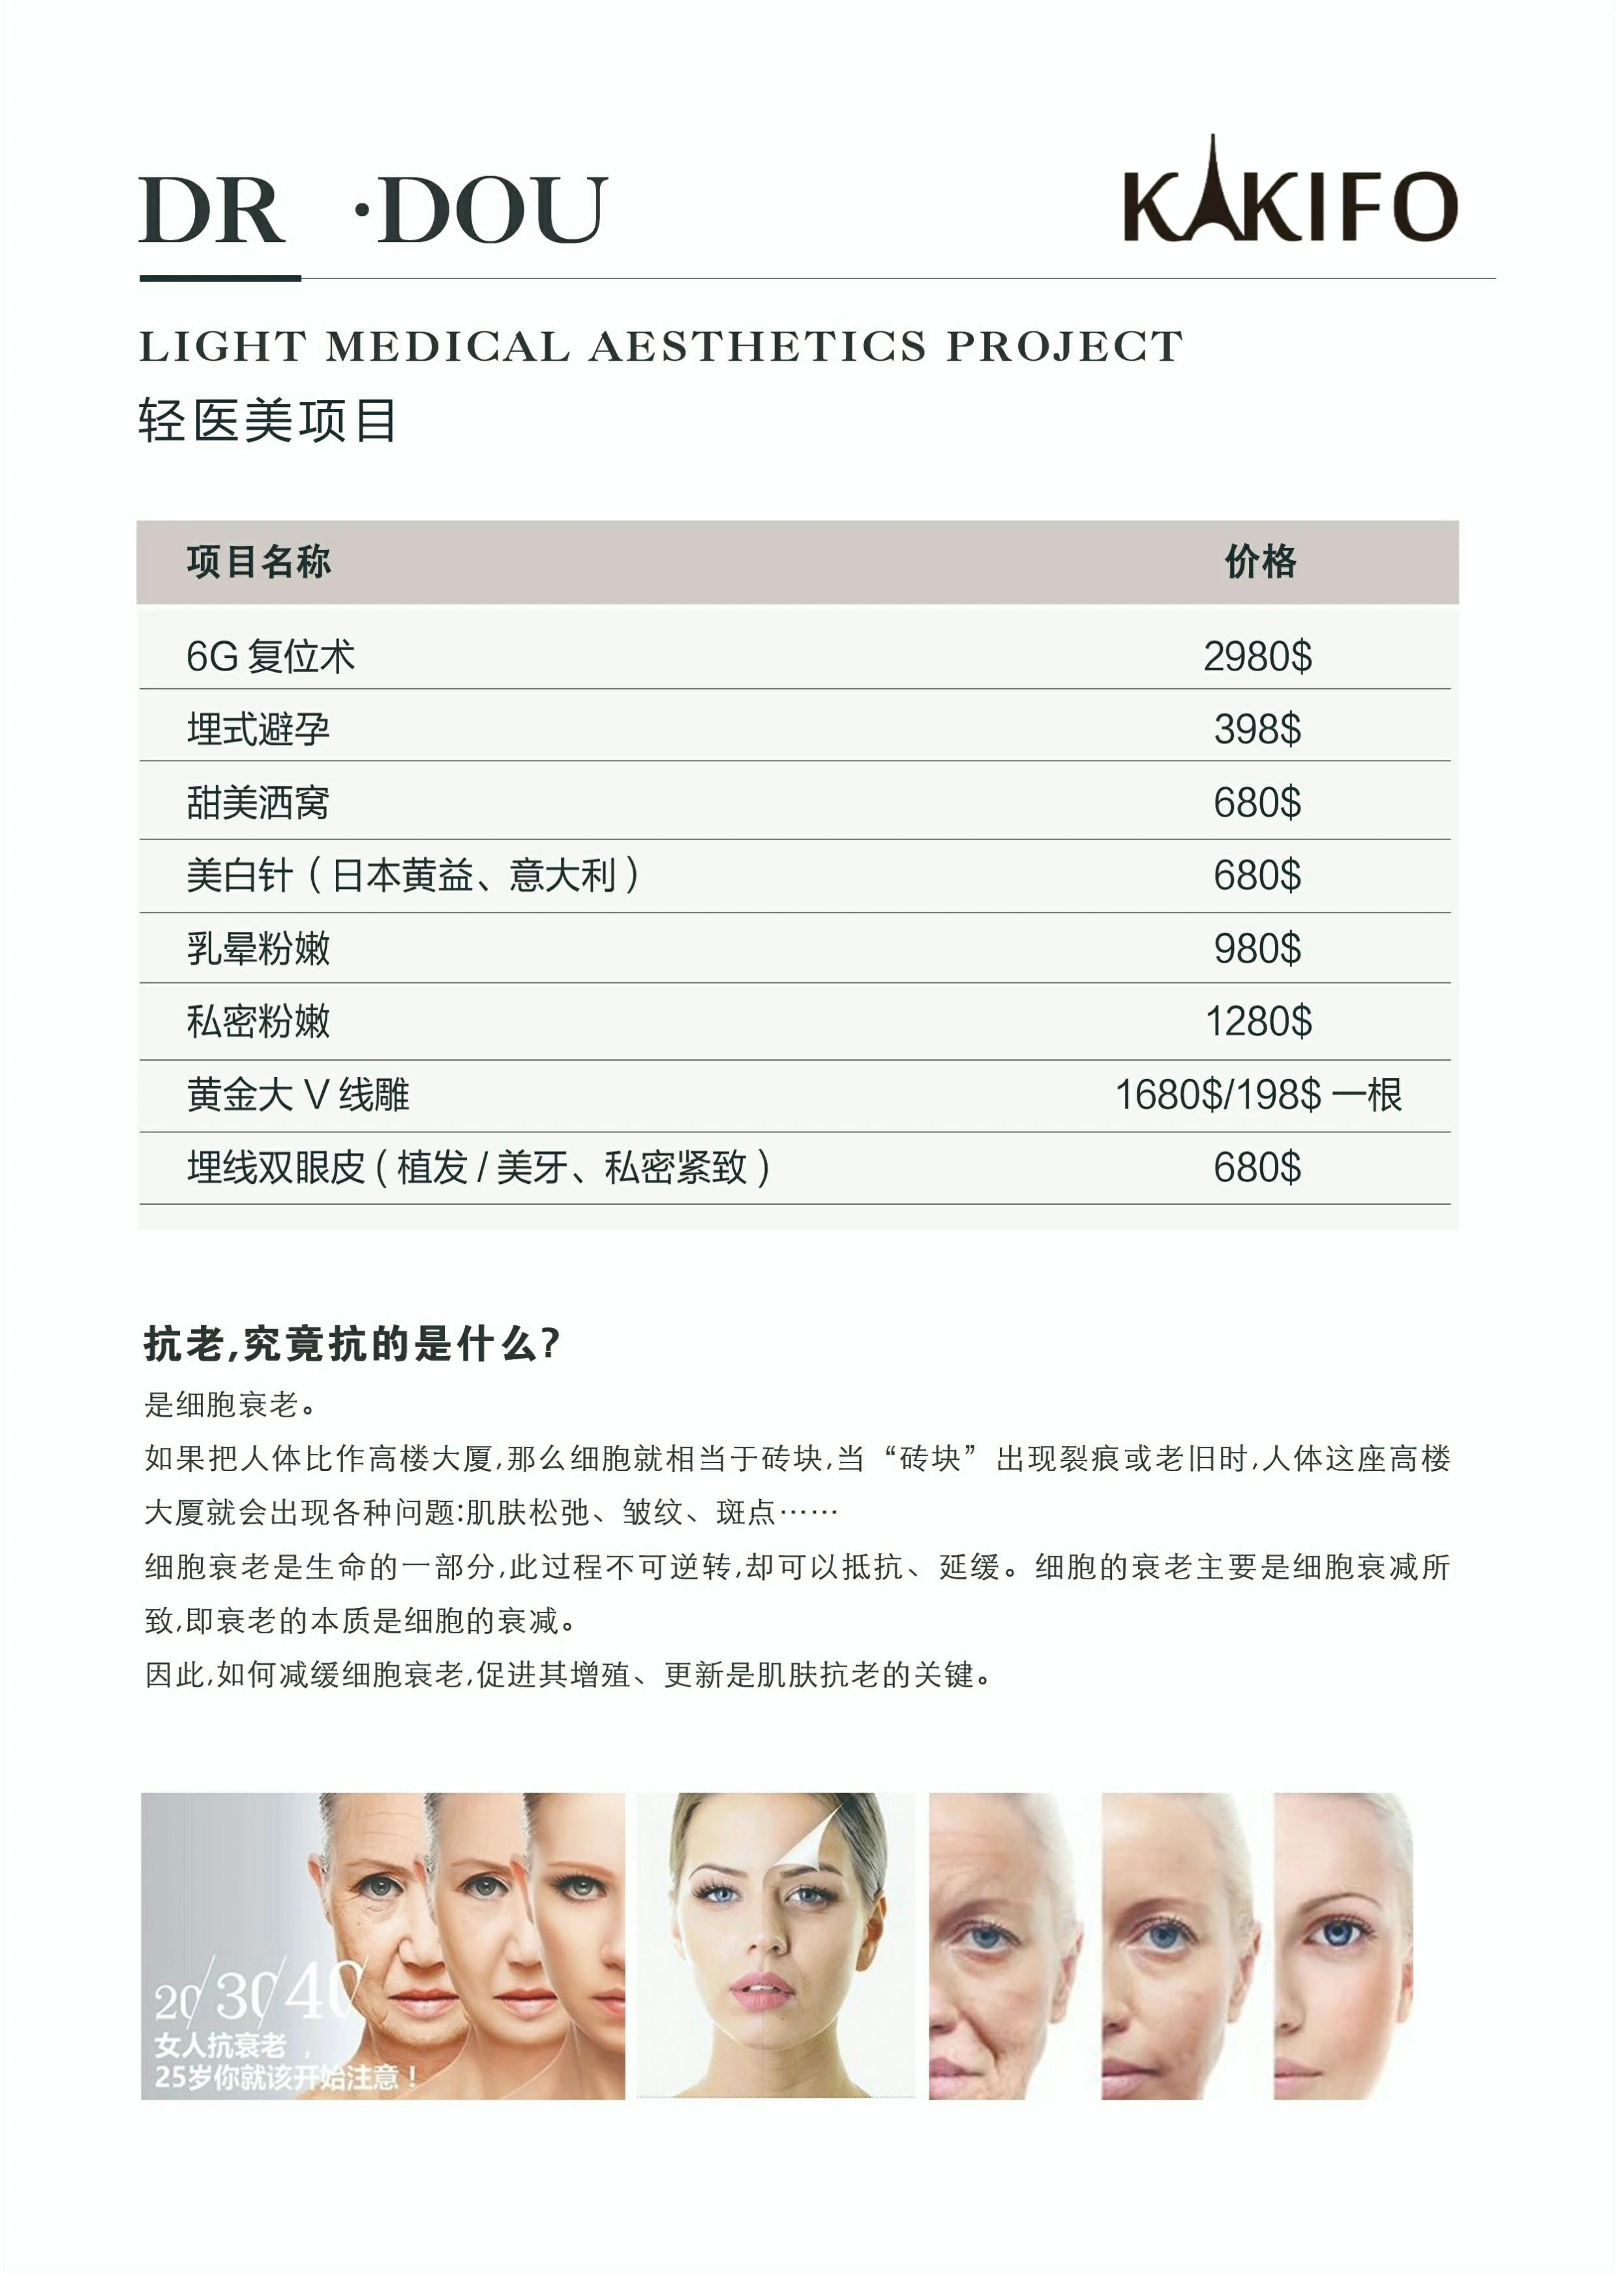 DR ·DOU
KAKIFO
LIGHT MEDICAL AESTHETICS PROJECT
轻医美项目
项目名称 价格
6G 复位术 2980$
埋式避孕 398$
甜美洒窝 680$
美白针（日本黄益、意大利） 680$
乳晕粉嫩 980$
私密粉嫩 1280$
黄金大 V 线雕 1680$/198$ 一根
埋线双眼皮（植发 / 美牙、私密紧致） 680$
抗老,究竟抗的是什么?
是细胞衰老。
如果把人体比作高楼大厦,那么细胞就相当于砖块,当“砖块”出现裂痕或老旧时,人体这座高楼
大厦就会出现各种问题:肌肤松弛、皱纹、斑点……
细胞衰老是生命的一部分,此过程不可逆转,却可以抵抗、延缓。细胞的衰老主要是细胞衰减所
致,即衰老的本质是细胞的衰减。
因此,如何减缓细胞衰老,促进其增殖、更新是肌肤抗老的关键。
20/30/40
女人抗衰老，
25岁你就该开始注意！